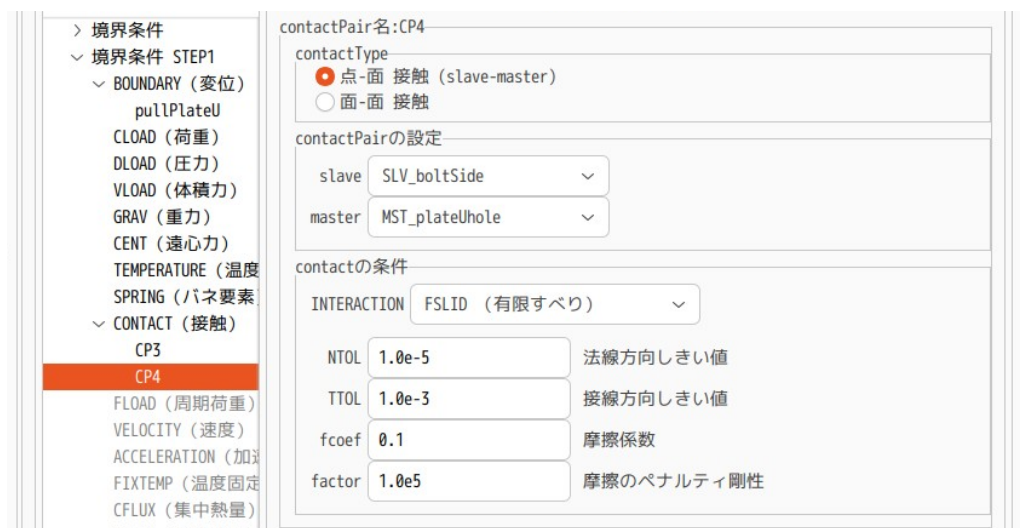 > 境界条件
∨ 境界条件 STEP1
∨ BOUNDARY (変位)
pullPlateU
CLOAD (荷重)
DLOAD (圧力)
VLOAD (体積力)
GRAV (重力)
CENT (遠心力)
TEMPERATURE (温度
SPRING (バネ要素
∨ CONTACT (接触)
CP3
CP4
FLOAD (周期荷重)
VELOCITY (速度)
ACCELERATION (加速
FIXTEMP (温度固定
CFLUX (集中熱量)
contactPair名:CP4
contactType
点-面 接触 (slave-master)
面-面 接触
contactPairの設定
slave SLV_boltSide
master MST_plateUhole
contactの条件
INTERACTION FSLID (有限すべり)
NTOL 1.0e-5 法線方向しきい値
TTOL 1.0e-3 接線方向しきい値
fcoef 0.1 摩擦係数
factor 1.0e5 摩擦のペナルティ剛性